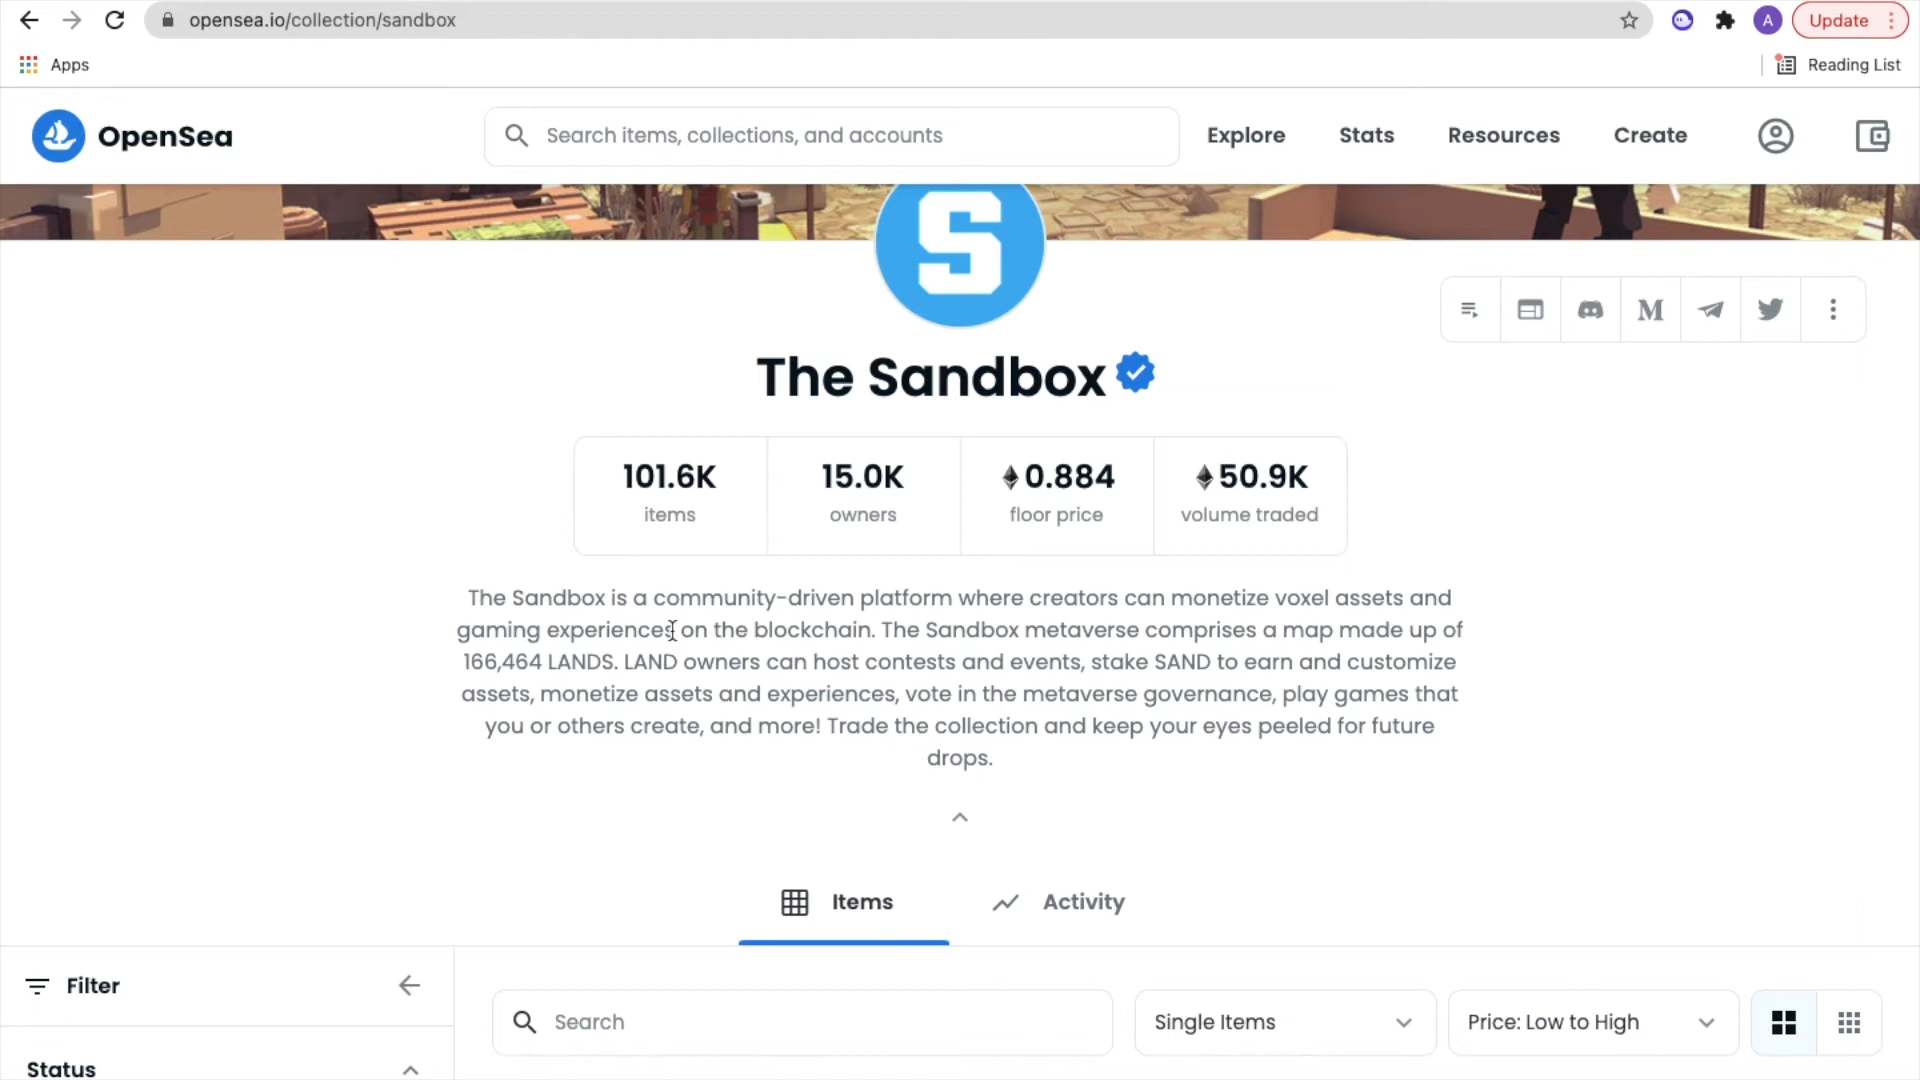 opensea.io/collection/sandbox
A
Update
Apps
Reading List
OpenSea
Search items, collections, and accounts
Explore
Stats
Resources
Create
S
M
The Sandbox
101.6K
items
15.0K
owners
0.884
floor price
50.9K
volume traded
The Sandbox is a community-driven platform where creators can monetize voxel assets and
gaming experiences on the blockchain. The Sandbox metaverse comprises a map made up of
166,464 LANDS. LAND owners can host contests and events, stake SAND to earn and customize
assets, monetize assets and experiences, vote in the metaverse governance, play games that
you or others create, and more! Trade the collection and keep your eyes peeled for future
drops.
Items
Activity
Filter
Search
Single Items
Price: Low to High
Status